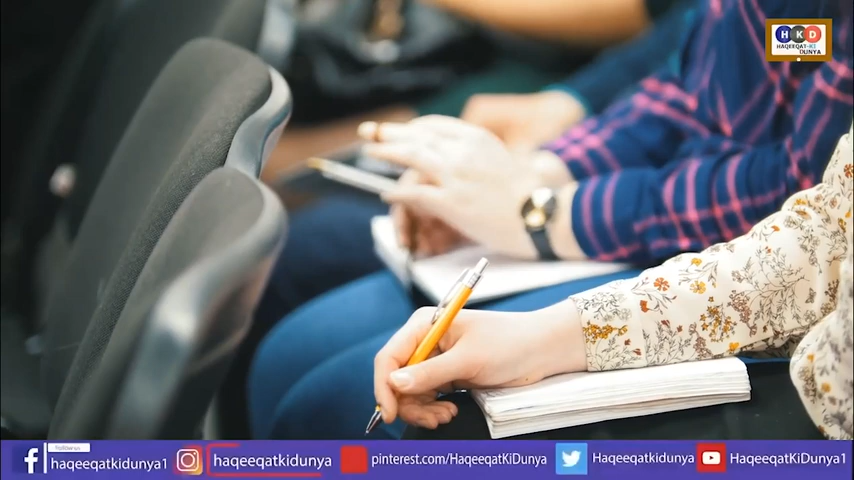 HKD
HAQEEQAT-KI
DUNYA
haqeeqatkidunya1
haqeeqatkidunya
pinterest.com/HaqeeqatKiDunya
Haqeeqatkidunya
HaqeeqatKiDunya1